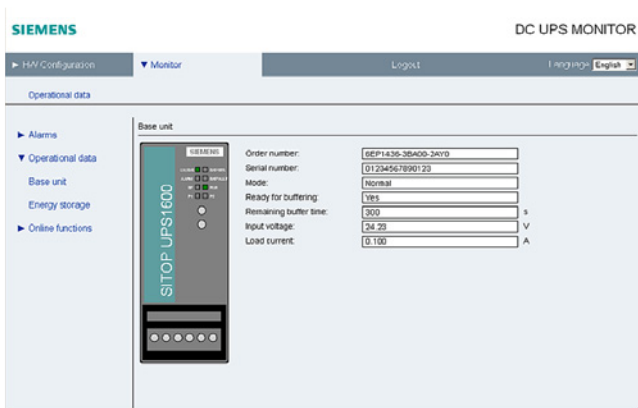 SIEMENS
DC UPS MONITOR
► H/W Configuration
▼ Monitor
Logout
Language English
Operational data
► Alarms
▼ Operational data
Base unit
Energy storage
► Online functions
Base unit
SIEMENS
SITOP UPS1600
Order number: 6EP1436-3BA00-2AY0
Serial number: 01234567890123
Mode: Normal
Ready for buffering: Yes
Remaining buffer time: 300 s
Input voltage: 24.23 V
Load current: 0.100 A